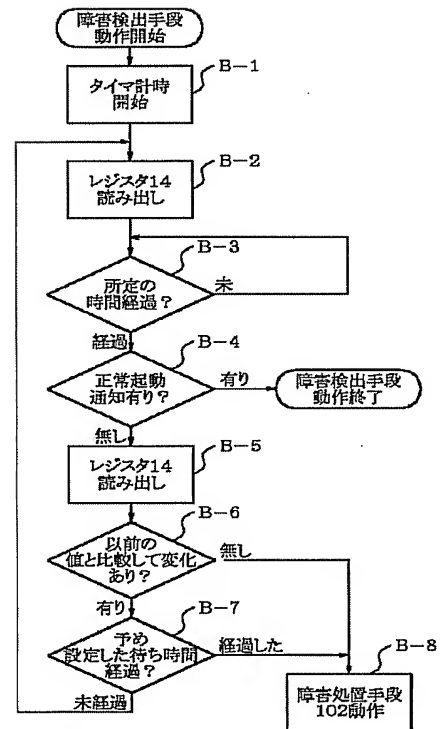 障害検出手段
動作開始
B-1
タイマ計時
開始
B-2
レジスタ14
読み出し
B-3
所定の
時間経過?
未
経過
B-4
正常起動
通知有り?
有り
障害検出手段
動作終了
無し
B-5
レジスタ14
読み出し
B-6
以前の
値と比較して変化
あり?
無し
有り
B-7
予め
設定した待ち時間
経過?
経過した
未経過
B-8
障害処置手段
102動作